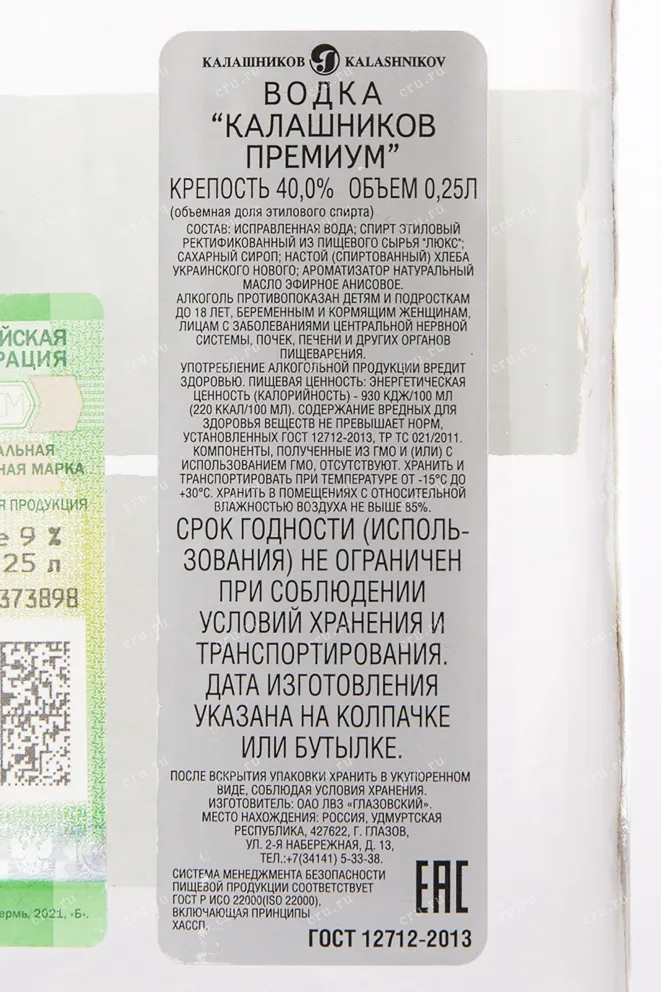 КАЛАШНИКОВ KALASHNIKOV
ВОДКА
“КАЛАШНИКОВ
ПРЕМИУМ”
КРЕПОСТЬ 40,0% ОБЪЕМ 0,25Л
(объемная доля этилового спирта)
СОСТАВ: ИСПРАВЛЕННАЯ ВОДА; СПИРТ ЭТИЛОВЫЙ
РЕКТИФИКОВАННЫЙ ИЗ ПИЩЕВОГО СЫРЬЯ "ЛЮКС";
САХАРНЫЙ СИРОП; НАСТОЙ (СПИРТОВАННЫЙ) ХЛЕБА
УКРАИНСКОГО НОВОГО; АРОМАТИЗАТОР НАТУРАЛЬНЫЙ
МАСЛО ЭФИРНОЕ АНИСОВОЕ.
АЛКОГОЛЬ ПРОТИВОПОКАЗАН ДЕТЯМ И ПОДРОСТКАМ
ДО 18 ЛЕТ, БЕРЕМЕННЫМ И КОРМЯЩИМ ЖЕНЩИНАМ,
ЛИЦАМ С ЗАБОЛЕВАНИЯМИ ЦЕНТРАЛЬНОЙ НЕРВНОЙ
СИСТЕМЫ, ПОЧЕК, ПЕЧЕНИ И ДРУГИХ ОРГАНОВ
ПИЩЕВАРЕНИЯ.
УПОТРЕБЛЕНИЕ АЛКОГОЛЬНОЙ ПРОДУКЦИИ ВРЕДИТ
ЗДОРОВЬЮ. ПИЩЕВАЯ ЦЕННОСТЬ: ЭНЕРГЕТИЧЕСКАЯ
ЦЕННОСТЬ (КАЛОРИЙНОСТЬ) - 930 КДЖ/100 МЛ
(220 ККАЛ/100 МЛ). СОДЕРЖАНИЕ ВРЕДНЫХ ДЛЯ
ЗДОРОВЬЯ ВЕЩЕСТВ НЕ ПРЕВЫШАЕТ НОРМ,
УСТАНОВЛЕННЫХ ГОСТ 12712-2013, ТР ТС 021/2011.
КОМПОНЕНТЫ, ПОЛУЧЕННЫЕ ИЗ ГМО И (ИЛИ) С
ИСПОЛЬЗОВАНИЕМ ГМО, ОТСУТСТВУЮТ. ХРАНИТЬ И
ТРАНСПОРТИРОВАТЬ ПРИ ТЕМПЕРАТУРЕ ОТ -15°С ДО
+30°С. ХРАНИТЬ В ПОМЕЩЕНИЯХ С ОТНОСИТЕЛЬНОЙ
ВЛАЖНОСТЬЮ ВОЗДУХА НЕ ВЫШЕ 85%.
СРОК ГОДНОСТИ (ИСПОЛЬ-
ЗОВАНИЯ) НЕ ОГРАНИЧЕН
ПРИ СОБЛЮДЕНИИ
УСЛОВИЙ ХРАНЕНИЯ И
ТРАНСПОРТИРОВАНИЯ.
ДАТА ИЗГОТОВЛЕНИЯ
УКАЗАНА НА КОЛПАЧКЕ
ИЛИ БУТЫЛКЕ.
ПОСЛЕ ВСКРЫТИЯ УПАКОВКИ ХРАНИТЬ В УКУПОРЕННОМ
ВИДЕ, СОБЛЮДАЯ УСЛОВИЯ ХРАНЕНИЯ.
ИЗГОТОВИТЕЛЬ: ОАО ЛВЗ «ГЛАЗОВСКИЙ».
МЕСТО НАХОЖДЕНИЯ: РОССИЯ, УДМУРТСКАЯ
РЕСПУБЛИКА, 427622, Г. ГЛАЗОВ,
УЛ. 2-Я НАБЕРЕЖНАЯ, Д. 13,
ТЕЛ.:+7(34141) 5-33-38.
СИСТЕМА МЕНЕДЖМЕНТА БЕЗОПАСНОСТИ
ПИЩЕВОЙ ПРОДУКЦИИ СООТВЕТСТВУЕТ
ГОСТ Р ИСО 22000(ISO 22000),
ВКЛЮЧАЮЩАЯ ПРИНЦИПЫ
ХАССП.
ЕАС
ГОСТ 12712-2013
ЙСКАЯ
РАЦИЯ
АЛЬНАЯ
НАЯ МАРКА
Я ПРОДУКЦИЯ
е 9 %
25 л
373898
ермь, 2021, «Б».
cru.ru